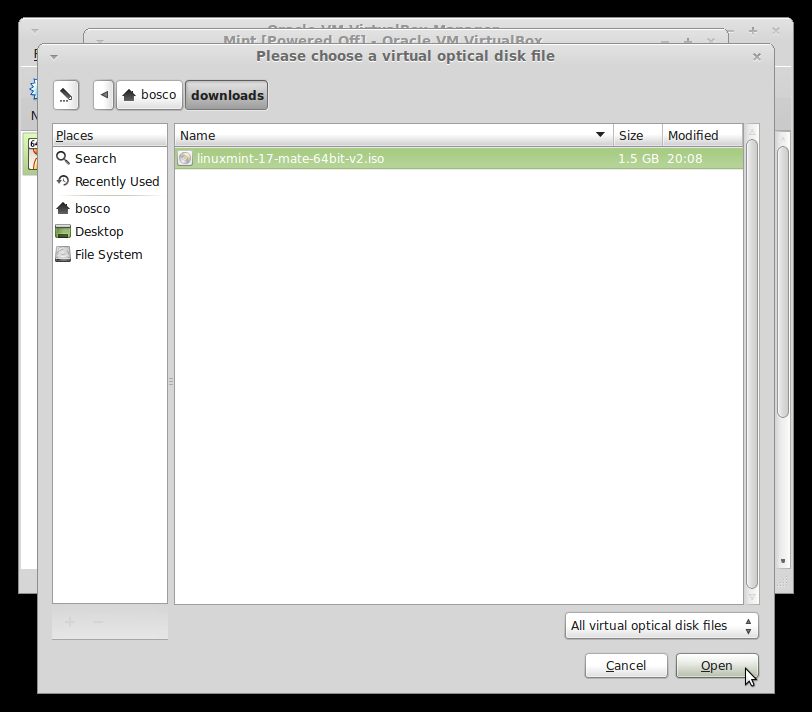 Oracle VM VirtualBox Manager
Mint [Powered Off] - Oracle VM VirtualBox
Please choose a virtual optical disk file
bosco
downloads
Places
Name
Size
Modified
Search
linuxmint-17-mate-64bit-v2.iso
1.5 GB
20:08
Recently Used
bosco
Desktop
File System
All virtual optical disk files
Cancel
Open